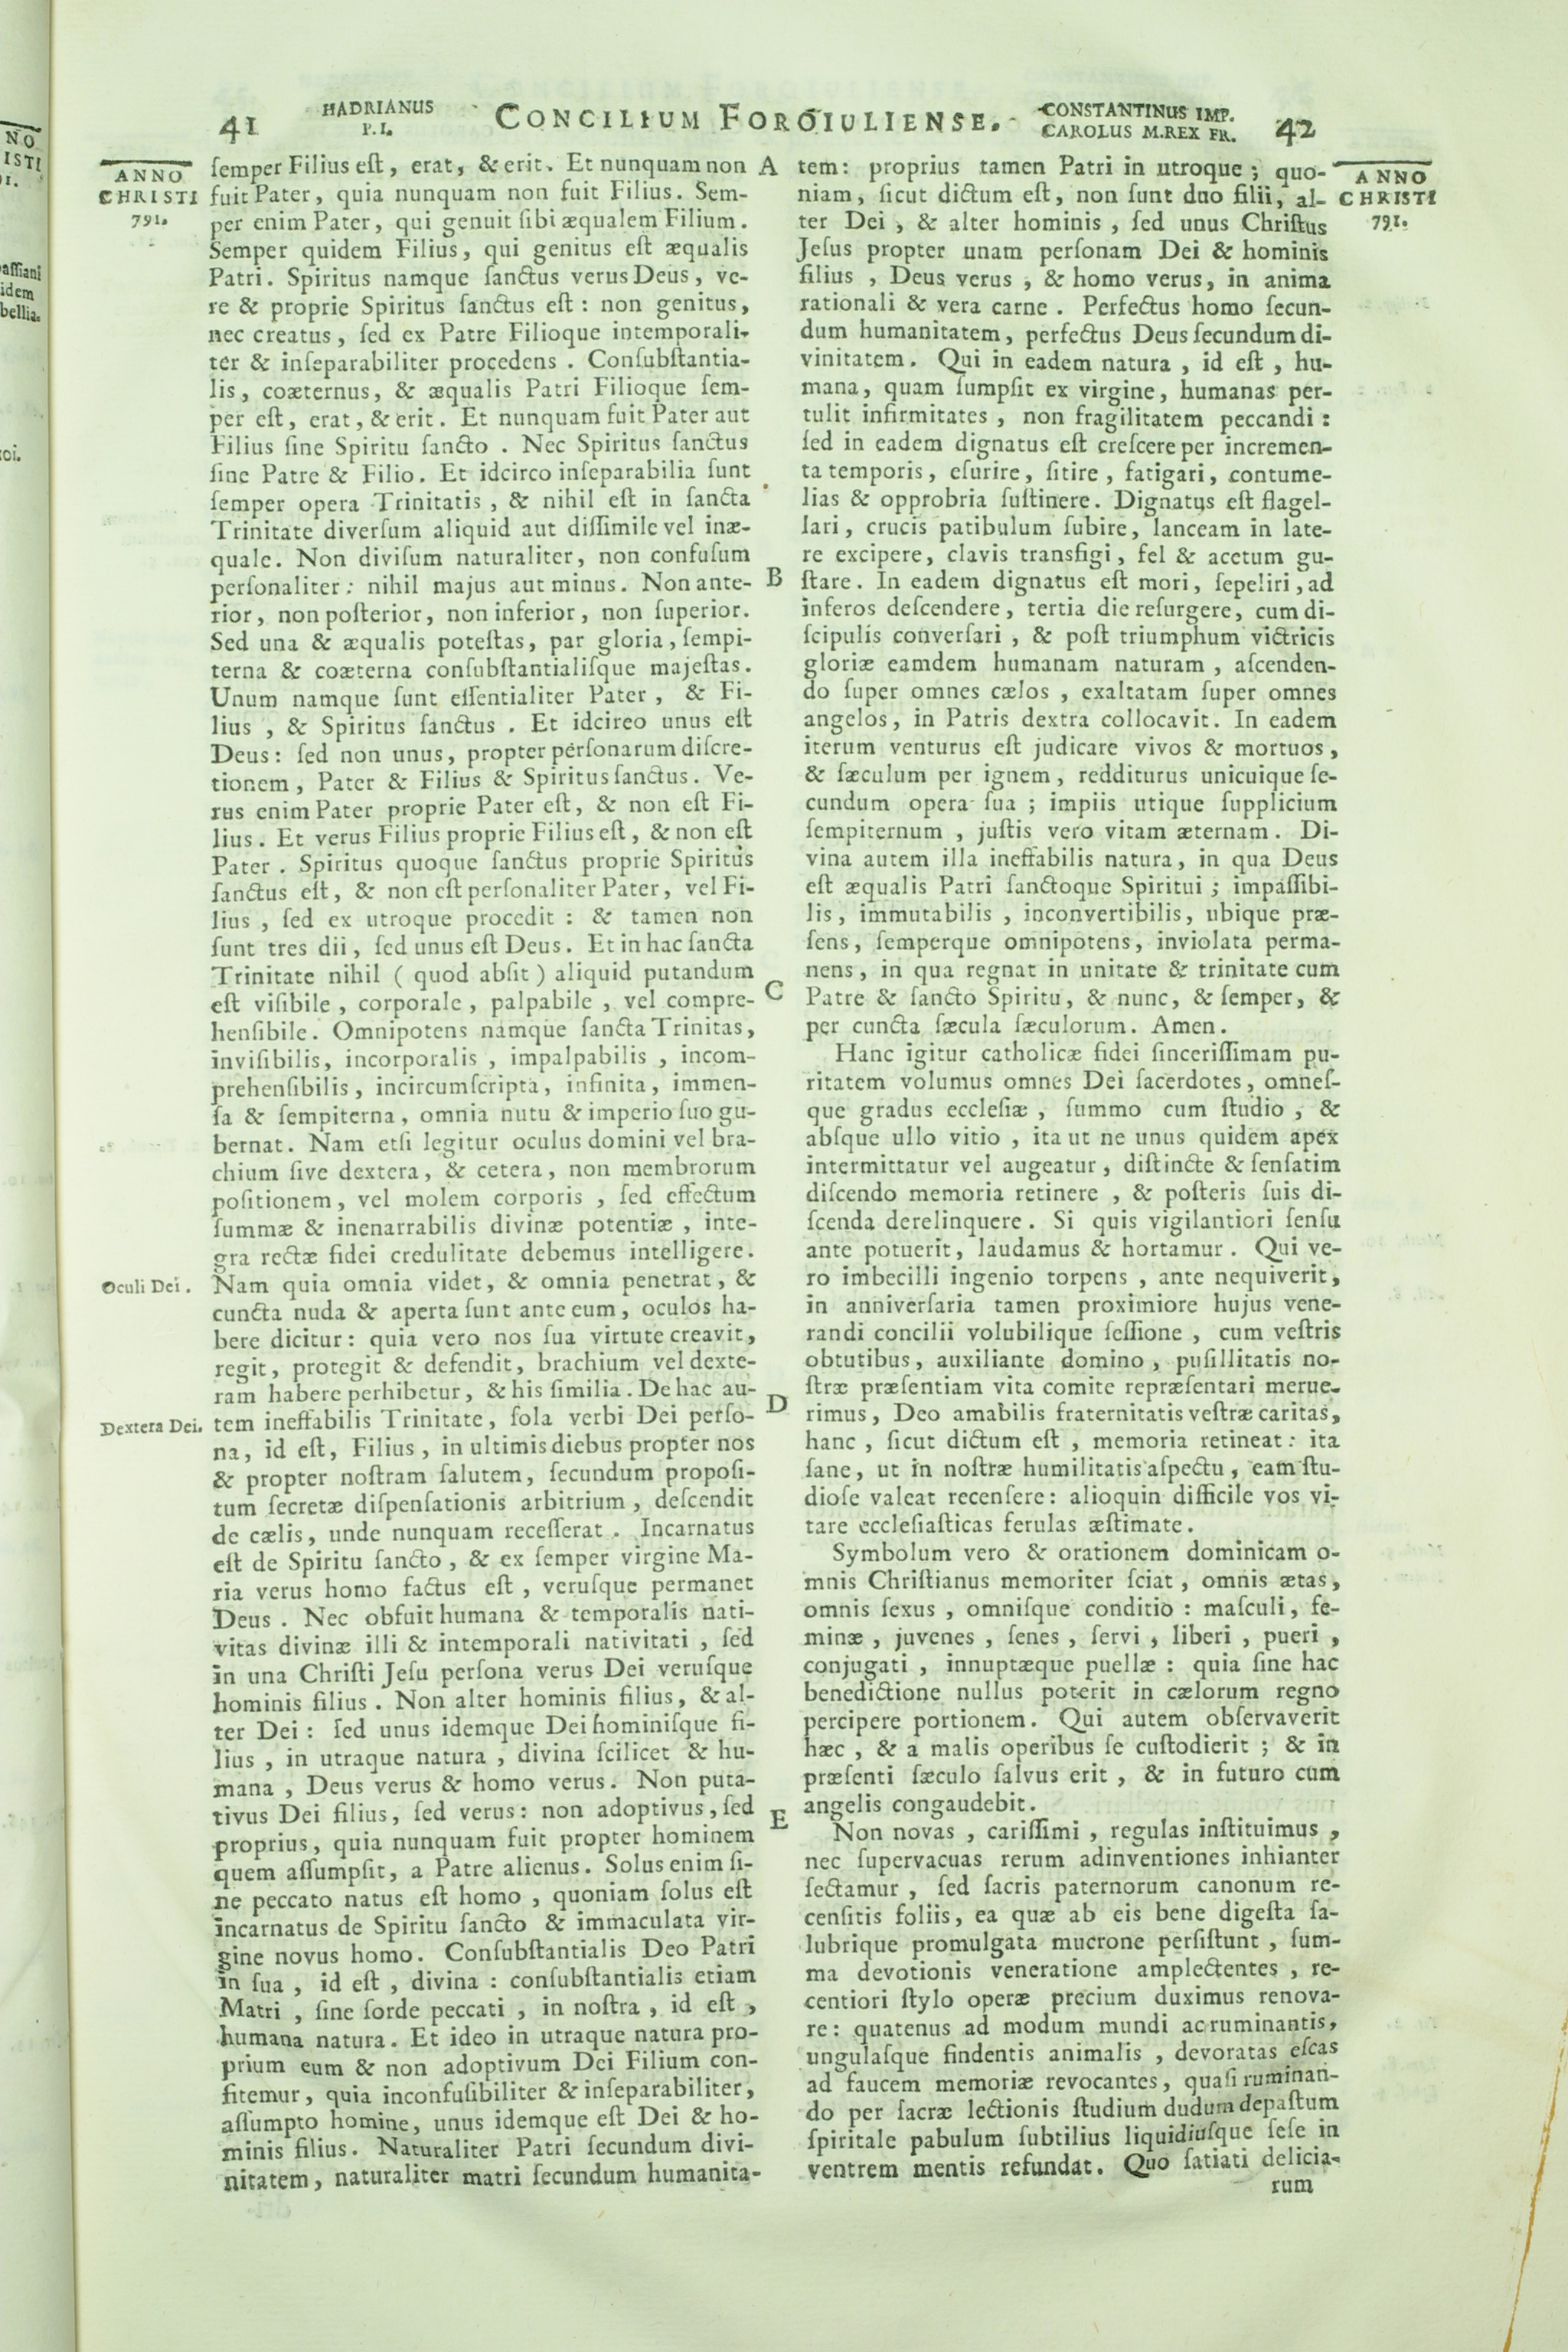 41
HADRIANUS
P. I.
CONCILIUM FOROIULIENSE.
CONSTANTINUS IMP.
CAROLUS M. REX FR.
42
ANNO
CHRISTI
791.
ſemper Filius eſt, erat, & erit. Et nunquam non
fuit Pater, quia nunquam non fuit Filius. Sem-
per enim Pater, qui genuit ſibi æqualem Filium.
Semper quidem Filius, qui genitus eſt æqualis
Patri. Spiritus namque ſanctus verus Deus, ve-
re & proprie Spiritus ſanctus eſt: non genitus,
nec creatus, ſed ex Patre Filioque intemporali-
ter & inſeparabiliter procedens. Conſubſtantia-
lis, coæternus, & æqualis Patri Filioque ſem-
per eſt, erat, & erit. Et nunquam fuit Pater aut
Filius ſine Spiritu ſancto. Nec Spiritus ſanctus
ſine Patre & Filio. Et idcirco inſeparabilia ſunt
ſemper opera Trinitatis, & nihil eſt in ſancta
Trinitate diverſum aliquid aut diſſimile vel inæ-
quale. Non diviſum naturaliter, non confuſum
perſonaliter: nihil majus aut minus. Non ante-
rior, non poſterior, non inferior, non ſuperior.
Sed una & æqualis poteſtas, par gloria, ſempi-
terna & coæterna conſubſtantialiſque majeſtas.
Unum namque ſunt eſſentialiter Pater, & Fi-
lius, & Spiritus ſanctus. Et idcirco unus eſt
Deus: ſed non unus, propter perſonarum diſcre-
tionem, Pater & Filius & Spiritus ſanctus. Ve-
rus enim Pater proprie Pater eſt, & non eſt Fi-
lius. Et verus Filius proprie Filius eſt, & non eſt
Pater. Spiritus quoque ſanctus proprie Spiritus
ſanctus eſt, & non eſt perſonaliter Pater, vel Fi-
lius, ſed ex utroque procedit: & tamen non
ſunt tres dii, ſed unus eſt Deus. Et in hac ſancta
Trinitate nihil (quod abſit) aliquid putandum
eſt viſibile, corporale, palpabile, vel compre-
henſibile. Omnipotens namque ſancta Trinitas,
inviſibilis, incorporalis, impalpabilis, incom-
prehenſibilis, incircumſcripta, infinita, immen-
ſa & ſempiterna, omnia nutu & imperio ſuo gu-
bernat. Nam etſi legitur oculus domini vel bra-
chium ſive dextera, & cetera, non membrorum
poſitionem, vel molem corporis, ſed effectum
ſummæ & inenarrabilis divinæ potentiæ, inte-
gra rectæ fidei credulitate debemus intelligere.
Oculi Dei.
Nam quia omnia videt, & omnia penetrat, &
cuncta nuda & aperta ſunt ante eum, oculos ha-
bere dicitur: quia vero nos ſua virtute creavit,
regit, protegit & defendit, brachium vel dexte-
ram habere perhibetur, & his ſimilia. De hac au-
Dextera Dei.
tem ineffabilis Trinitate, ſola verbi Dei perſo-
na, id eſt, Filius, in ultimis diebus propter nos
& propter noſtram ſalutem, ſecundum propoſi-
tum ſecretæ diſpenſationis arbitrium, deſcendit
de cælis, unde nunquam receſſerat. Incarnatus
eſt de Spiritu ſancto, & ex ſemper virgine Ma-
ria verus homo factus eſt, veruſque permanet
Deus. Nec obfuit humana & temporalis nati-
vitas divinæ illi & intemporali nativitati, ſed
in una Chriſti Jeſu perſona verus Dei veruſque
hominis filius. Non alter hominis filius, & al-
ter Dei: ſed unus idemque Dei hominiſque fi-
lius, in utraque natura, divina ſcilicet & hu-
mana, Deus verus & homo verus. Non puta-
tivus Dei filius, ſed verus: non adoptivus, ſed
proprius, quia nunquam fuit propter hominem
quem aſſumpſit, a Patre alienus. Solus enim ſi-
ne peccato natus eſt homo, quoniam ſolus eſt
incarnatus de Spiritu ſancto & immaculata vir-
gine novus homo. Conſubſtantialis Deo Patri
in ſua, id eſt, divina: conſubſtantialis etiam
Matri, ſine ſorde peccati, in noſtra, id eſt,
humana natura. Et ideo in utraque natura pro-
prium eum & non adoptivum Dei Filium con-
fitemur, quia inconfuſibiliter & inſeparabiliter,
aſſumpto homine, unus idemque eſt Dei & ho-
minis filius. Naturaliter Patri ſecundum divi-
nitatem, naturaliter matri ſecundum humanita-
A
B
C
D
E
tem: proprius tamen Patri in utroque; quo-
niam, ſicut dictum eſt, non ſunt duo filii, al-
ter Dei, & alter hominis, ſed unus Chriſtus
Jeſus propter unam perſonam Dei & hominis
filius, Deus verus, & homo verus, in anima
rationali & vera carne. Perfectus homo ſecun-
dum humanitatem, perfectus Deus ſecundum di-
vinitatem. Qui in eadem natura, id eſt, hu-
mana, quam ſumpſit ex virgine, humanas per-
tulit infirmitates, non fragilitatem peccandi:
ſed in eadem dignatus eſt creſcere per incremen-
ta temporis, eſurire, ſitire, fatigari, contume-
lias & opprobria ſuſtinere. Dignatus eſt flagel-
lari, crucis patibulum ſubire, lanceam in late-
re excipere, clavis transfigi, fel & acetum gu-
ſtare. In eadem dignatus eſt mori, ſepeliri, ad
inferos deſcendere, tertia die reſurgere, cum di-
ſcipulis converſari, & poſt triumphum victricis
gloriæ eamdem humanam naturam, aſcenden-
do ſuper omnes cælos, exaltatam ſuper omnes
angelos, in Patris dextra collocavit. In eadem
iterum venturus eſt judicare vivos & mortuos,
& ſæculum per ignem, redditurus unicuique ſe-
cundum opera ſua; impiis utique ſupplicium
ſempiternum, juſtis vero vitam æternam. Di-
vina autem illa ineffabilis natura, in qua Deus
eſt æqualis Patri ſanctoque Spiritui; impaſſibi-
lis, immutabilis, inconvertibilis, ubique præ-
ſens, ſemperque omnipotens, inviolata perma-
nens, in qua regnat in unitate & trinitate cum
Patre & ſancto Spiritu, & nunc, & ſemper, &
per cuncta ſæcula ſæculorum. Amen.
Hanc igitur catholicæ fidei ſinceriſſimam pu-
ritatem volumus omnes Dei ſacerdotes, omneſ-
que gradus eccleſiæ, ſummo cum ſtudio, &
abſque ullo vitio, ita ut ne unus quidem apex
intermittatur vel augeatur, diſtincte & ſenſatim
diſcendo memoria retinere, & poſteris ſuis di-
ſcenda derelinquere. Si quis vigilantiori ſenſu
ante potuerit, laudamus & hortamur. Qui ve-
ro imbecilli ingenio torpens, ante nequiverit,
in anniverſaria tamen proximiore hujus vene-
randi concilii volubilique ſeſſione, cum veſtris
obtutibus, auxiliante domino, puſillitatis no-
ſtræ præſentiam vita comite repræſentari merue-
rimus, Deo amabilis fraternitatis veſtræ caritas,
hanc, ſicut dictum eſt, memoria retineat: ita
ſane, ut in noſtræ humilitatis aſpectu, eam ſtu-
dioſe valeat recenſere: alioquin difficile vos vi-
tare eccleſiaſticas ferulas æſtimate.
Symbolum vero & orationem dominicam o-
mnis Chriſtianus memoriter ſciat, omnis ætas,
omnis ſexus, omniſque conditio: maſculi, fe-
minæ, juvenes, ſenes, ſervi, liberi, pueri,
conjugati, innuptæque puellæ: quia ſine hac
benedictione nullus poterit in cælorum regno
percipere portionem. Qui autem obſervaverit
hæc, & a malis operibus ſe cuſtodierit; & in
præſenti ſæculo ſalvus erit, & in futuro cum
angelis congaudebit.
Non novas, cariſſimi, regulas inſtituimus,
nec ſupervacuas rerum adinventiones inhianter
ſectamur, ſed ſacris paternorum canonum re-
cenſitis foliis, ea quæ ab eis bene digeſta ſa-
lubrique promulgata mucrone perſiſtunt, ſum-
ma devotionis veneratione amplectentes, re-
centiori ſtylo operæ precium duximus renova-
re: quatenus ad modum mundi ac ruminantis,
ungulaſque findentis animalis, devoratas eſcas
ad faucem memoriæ revocantes, quaſi ruminan-
do per ſacræ lectionis ſtudium dudum depaſtum
ſpiritale pabulum ſubtilius liquidiuſque ſeſe in
ventrem mentis refundat. Quo ſatiati delicia-
rum
ANNO
CHRISTI
791.
NO
ISTI
aſſiani
idem
bellia.